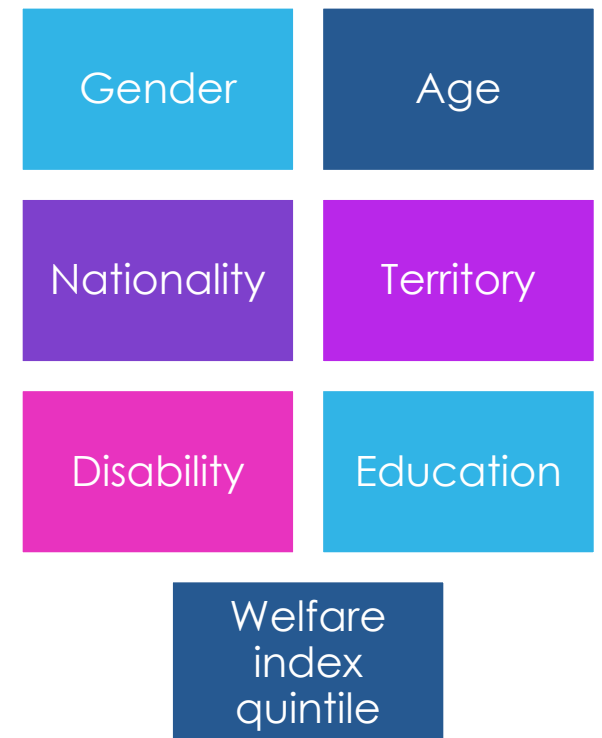 Gender
Age
Nationality
Territory
Disability
Education
Welfare
index
quintile